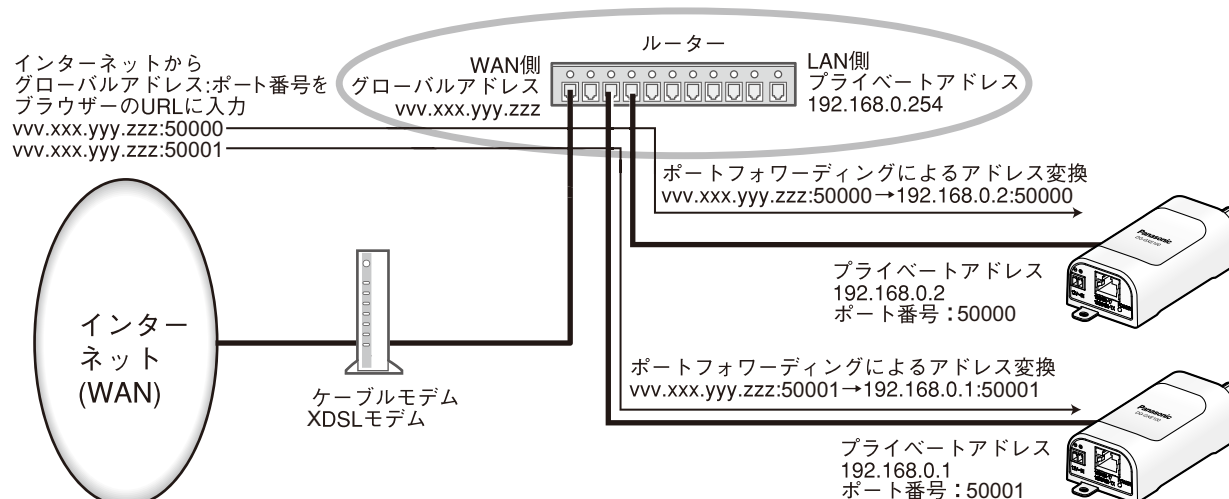 インターネットから
グローバルアドレス:ポート番号を
ブラウザーのURLに入力
vvv.xxx.yyy.zzz:50000
vvv.xxx.yyy.zzz:50001
ルーター
WAN側
グローバルアドレス
vvv.xxx.yyy.zzz
LAN側
プライベートアドレス
192.168.0.254
ポートフォワーディングによるアドレス変換
vvv.xxx.yyy.zzz:50000→192.168.0.2:50000
Panasonic
プライベートアドレス
192.168.0.2
ポート番号：50000
インター
ネット
(WAN)
ケーブルモデム
XDSLモデム
ポートフォワーディングによるアドレス変換
vvv.xxx.yyy.zzz:50001→192.168.0.1:50001
Panasonic
プライベートアドレス
192.168.0.1
ポート番号：50001